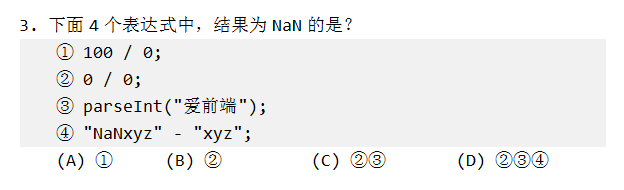 3. 下面 4 个表达式中，结果为 NaN 的是？
① 100 / 0;
② 0 / 0;
③ parseInt("爱前端");
④ "NaNxyz" - "xyz";
(A) ① (B) ② (C) ②③ (D) ②③④